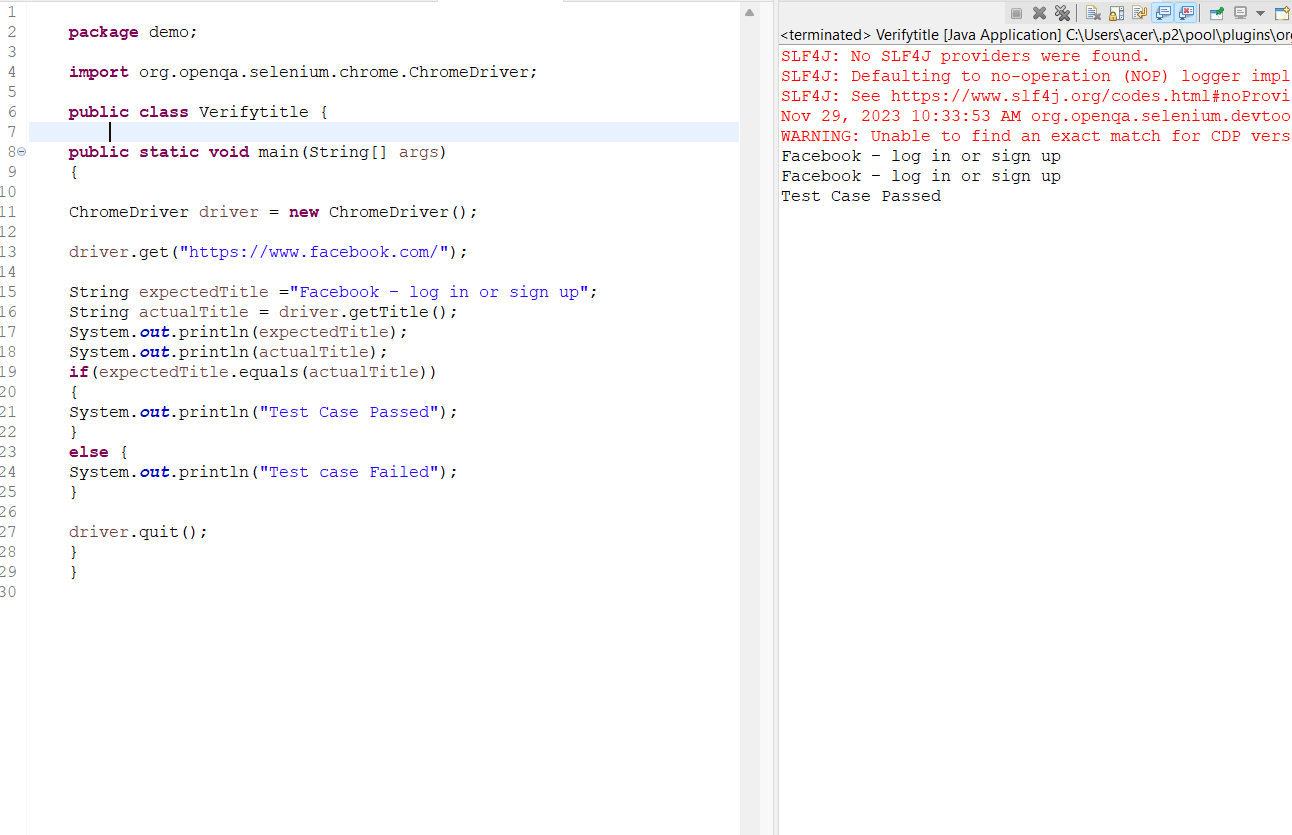 1
2 package demo;
3
4 import org.openqa.selenium.chrome.ChromeDriver;
5
6 public class Verifytitle {
7
8 public static void main(String[] args)
9 {
10
11 ChromeDriver driver = new ChromeDriver();
12
13 driver.get("https://www.facebook.com/");
14
15 String expectedTitle ="Facebook – log in or sign up";
16 String actualTitle = driver.getTitle();
17 System.out.println(expectedTitle);
18 System.out.println(actualTitle);
19 if(expectedTitle.equals(actualTitle))
20 {
21 System.out.println("Test Case Passed");
22 }
23 else {
24 System.out.println("Test case Failed");
25 }
26
27 driver.quit();
28 }
29 }
30
<terminated> Verifytitle [Java Application] C:\Users\acer\.p2\pool\plugins\org
SLF4J: No SLF4J providers were found.
SLF4J: Defaulting to no-operation (NOP) logger impl
SLF4J: See https://www.slf4j.org/codes.html#noProvi
Nov 29, 2023 10:33:53 AM org.openqa.selenium.devtoo
WARNING: Unable to find an exact match for CDP vers
Facebook – log in or sign up
Facebook – log in or sign up
Test Case Passed